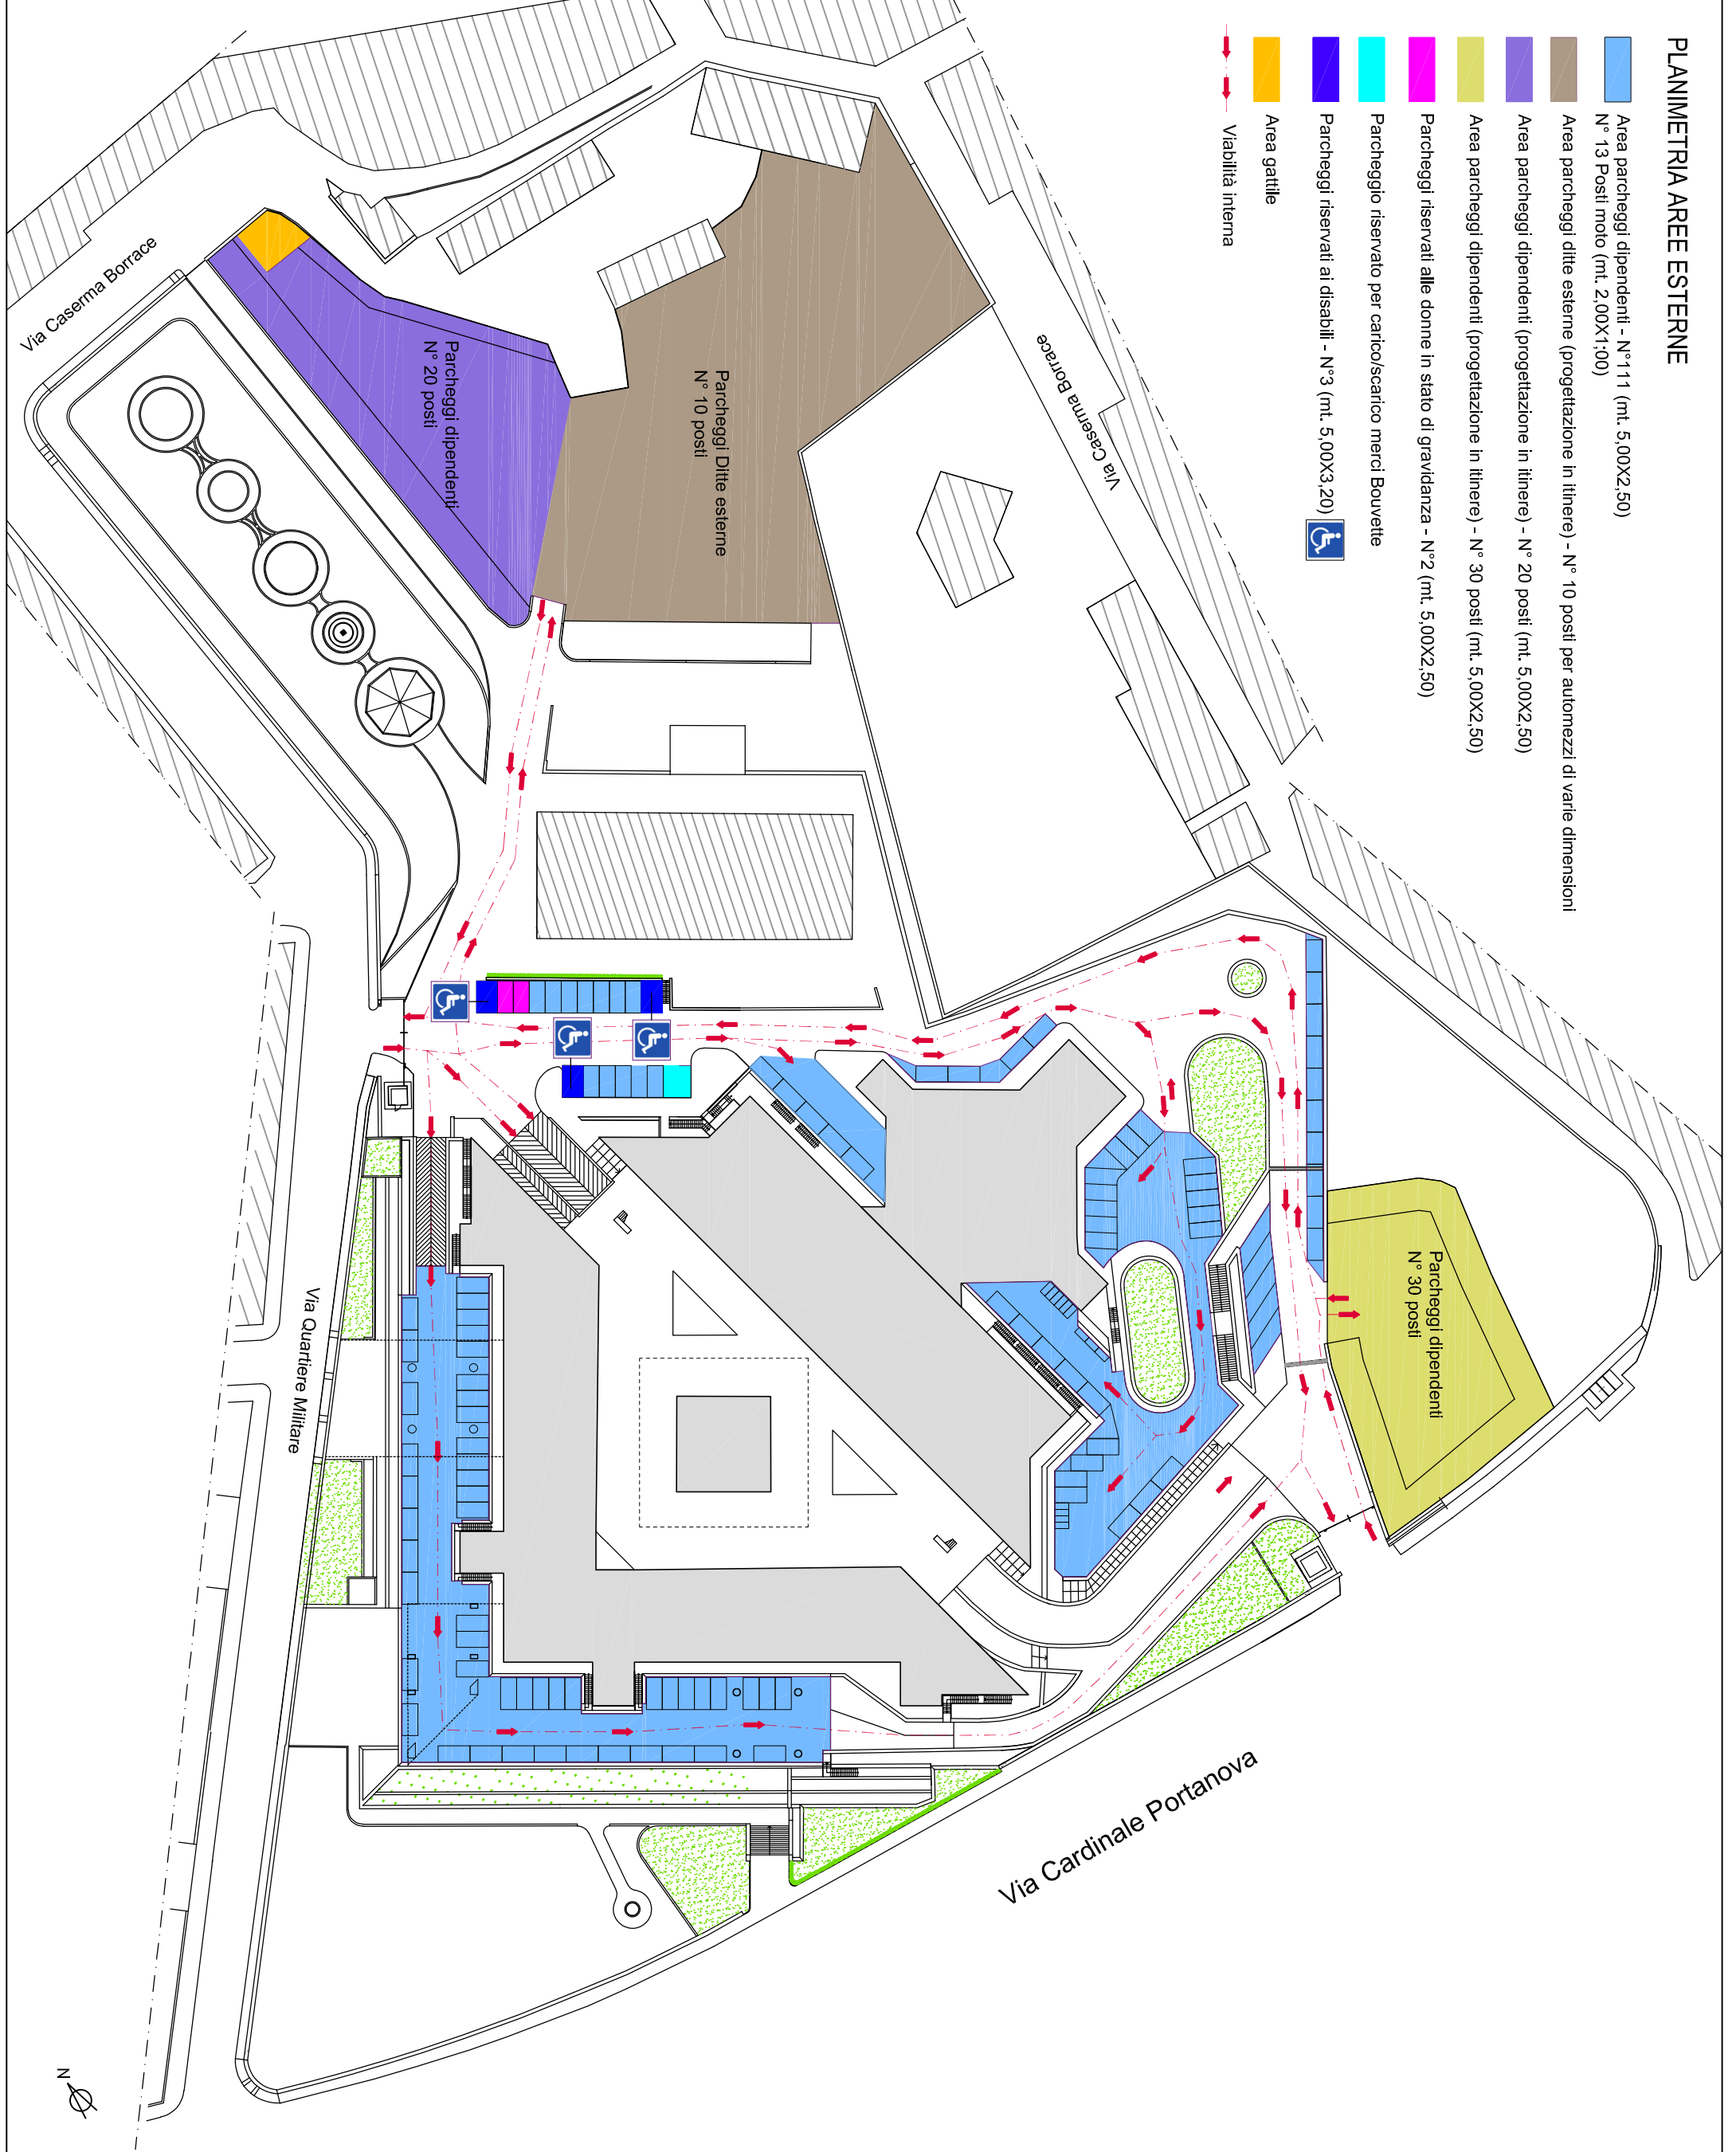 PLANIMETRIA AREE ESTERNE
Area parcheggi dipendenti - N°111 (mt. 5,00X2,50)
N° 13 Posti moto (mt. 2,00X1:00)
Area parcheggi ditte esterne (progettazione in itinere) - N° 10 posti per automezzi di varie dimensioni
Area parcheggi dipendenti (progettazione in itinere) - N° 20 posti (mt. 5,00X2,50)
Area parcheggi dipendenti (progettazione in itinere) - N° 30 posti (mt. 5,00X2,50)
Parcheggi riservati alle donne in stato di gravidanza - N°2 (mt. 5,00X2,50)
Parcheggio riservato per carico/scarico merci Bouvette
Parcheggi riservati ai disabili - N°3 (mt. 5,00X3,20)
Area gattile
Viabilità interna
Via Caserma Borrace
Parcheggi Ditte esterne
N° 10 posti
Parcheggi dipendenti
N° 20 posti
Via Caserma Borrace
Parcheggi dipendenti
N° 30 posti
Via Quartiere Militare
Via Cardinale Portanova
N